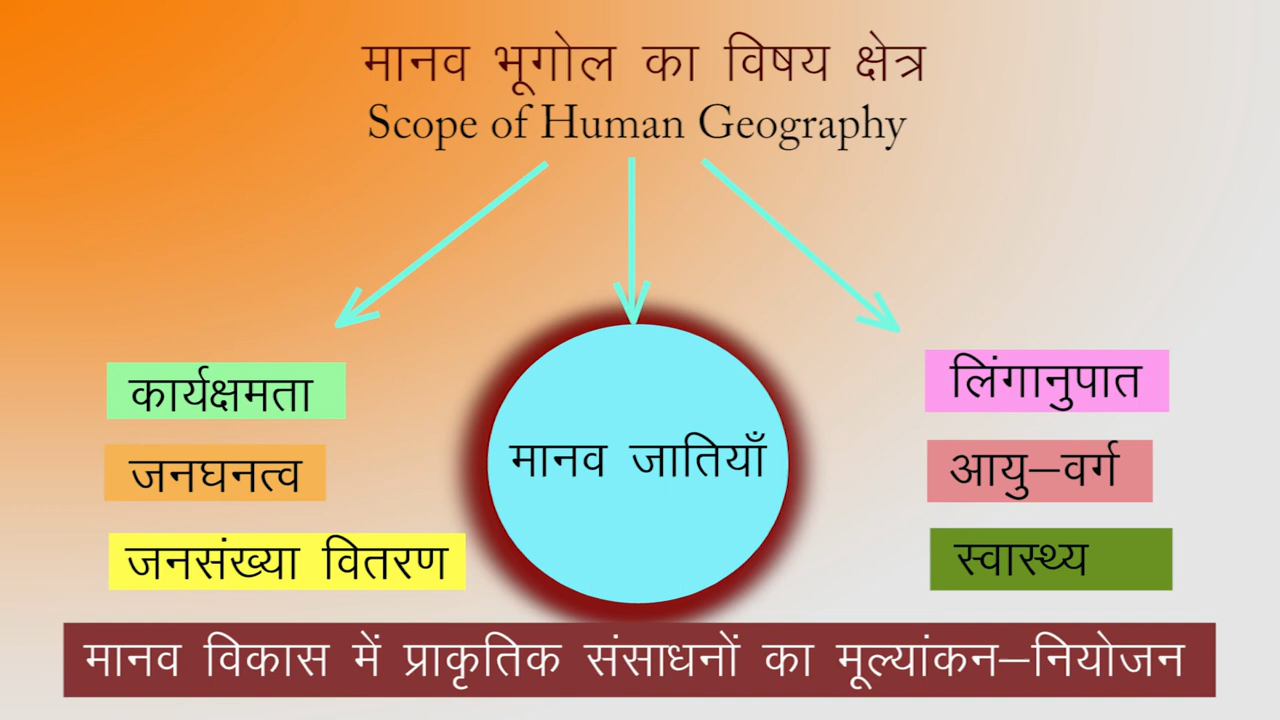 मानव भूगोल का विषय क्षेत्र
Scope of Human Geography
कार्यक्षमता
जनघनत्व
जनसंख्या वितरण
मानव जातियाँ
लिंगानुपात
आयु–वर्ग
स्वास्थ्य
मानव विकास में प्राकृतिक संसाधनों का मूल्यांकन–नियोजन